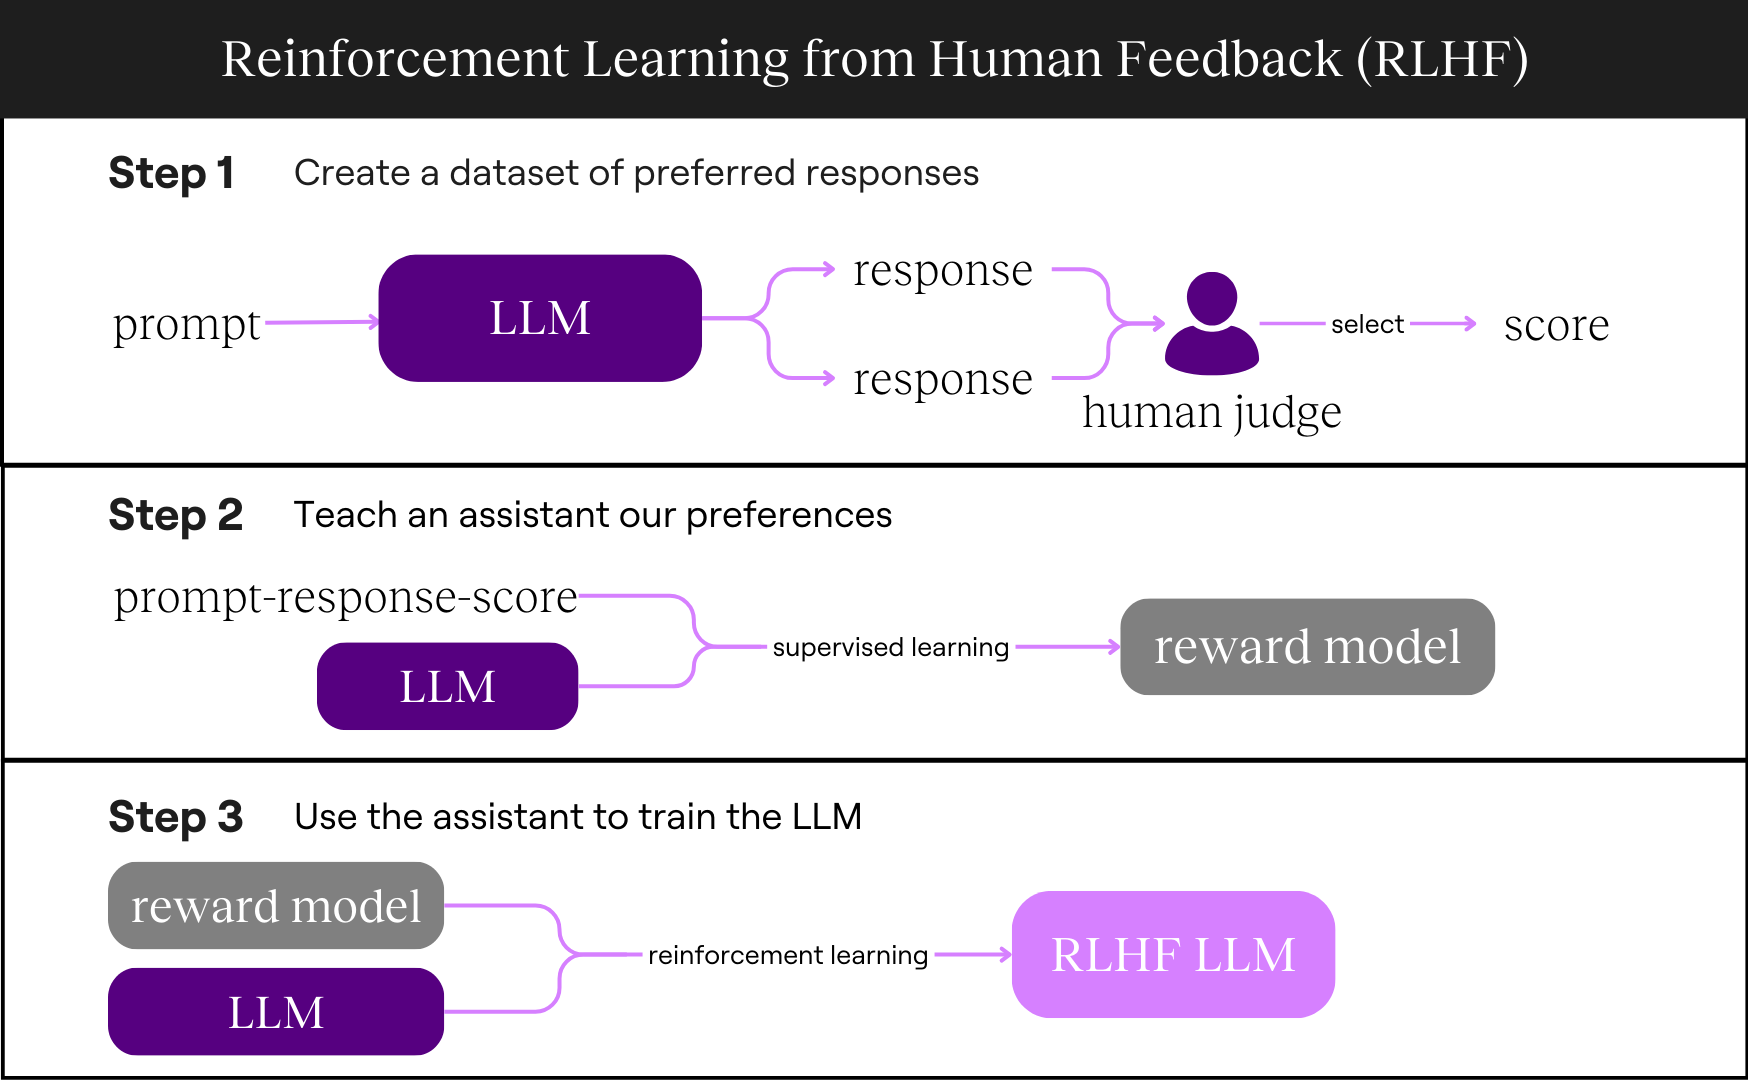 Reinforcement Learning from Human Feedback (RLHF)
Step 1 Create a dataset of preferred responses
prompt
LLM
response
response
human judge
select
score
Step 2 Teach an assistant our preferences
prompt-response-score
LLM
supervised learning
reward model
Step 3 Use the assistant to train the LLM
reward model
LLM
reinforcement learning
RLHF LLM